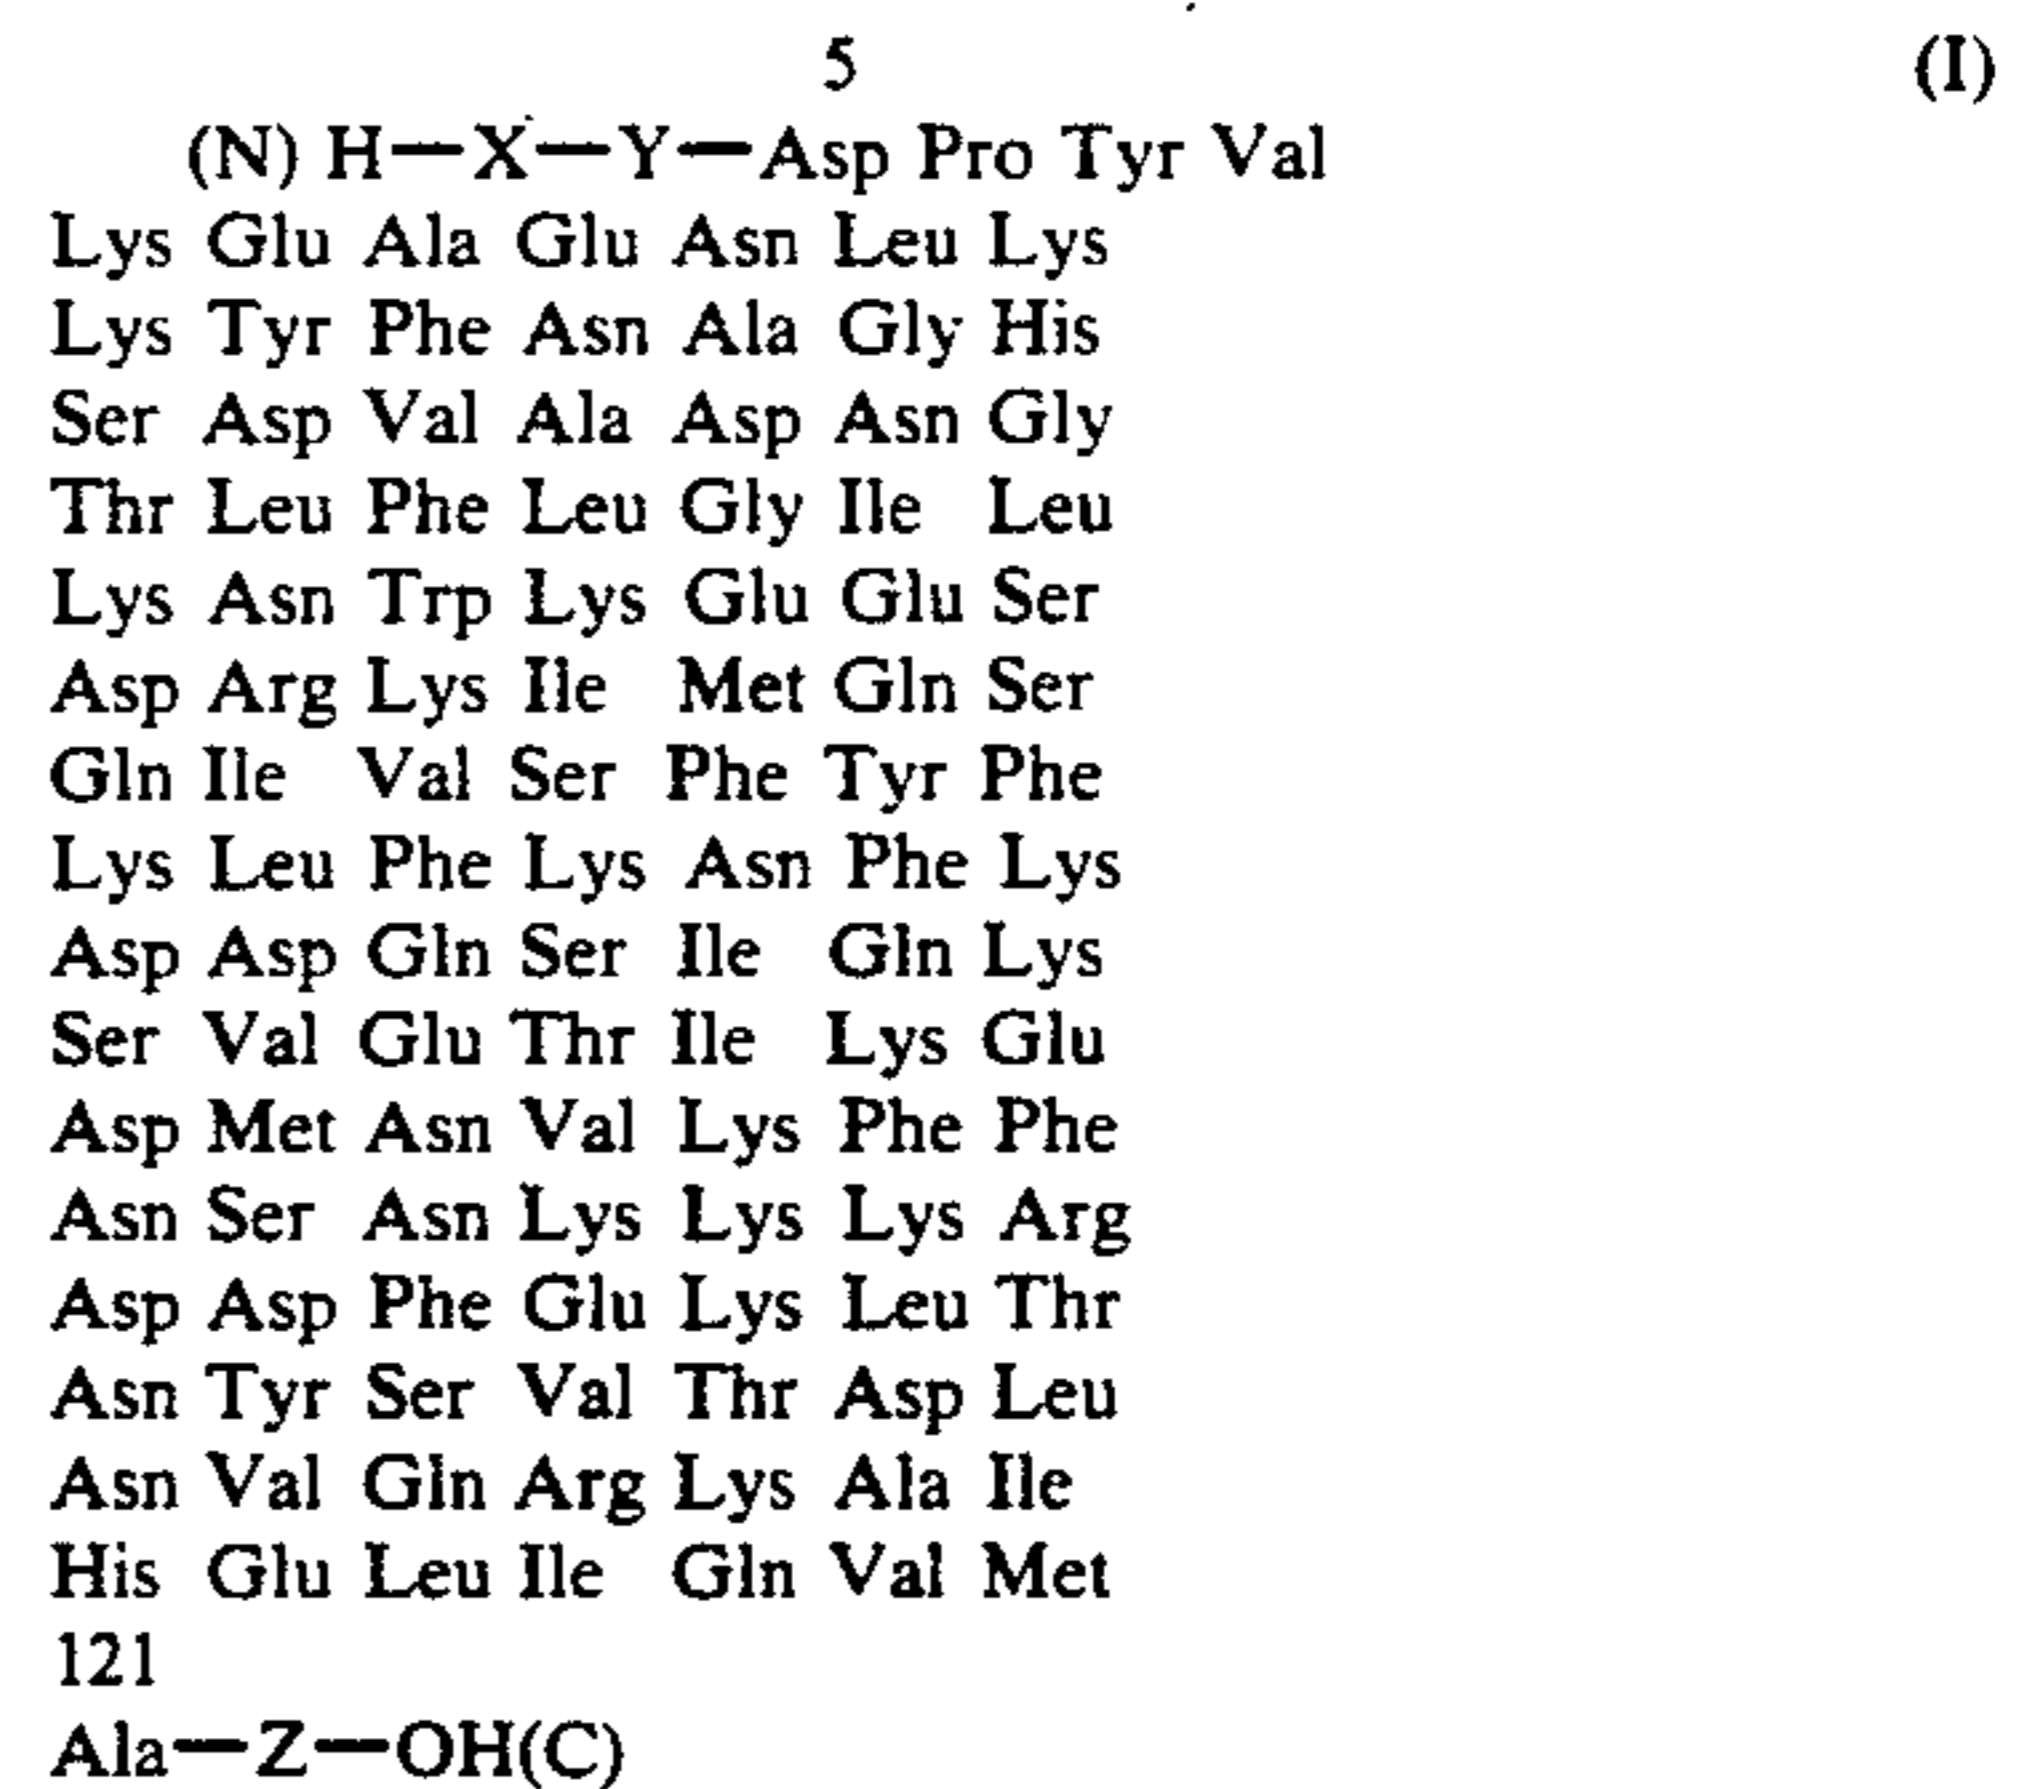 5 (I)
(N) H—X—Y—Asp Pro Tyr Val
Lys Glu Ala Glu Asn Leu Lys
Lys Tyr Phe Asn Ala Gly His
Ser Asp Val Ala Asp Asn Gly
Thr Leu Phe Leu Gly Ile Leu
Lys Asn Trp Lys Glu Glu Ser
Asp Arg Lys Ile Met Gln Ser
Gln Ile Val Ser Phe Tyr Phe
Lys Leu Phe Lys Asn Phe Lys
Asp Asp Gln Ser Ile Gln Lys
Ser Val Glu Thr Ile Lys Glu
Asp Met Asn Val Lys Phe Phe
Asn Ser Asn Lys Lys Lys Arg
Asp Asp Phe Glu Lys Leu Thr
Asn Tyr Ser Val Thr Asp Leu
Asn Val Gln Arg Lys Ala Ile
His Glu Leu Ile Gln Val Met
121
Ala—Z—OH(C)